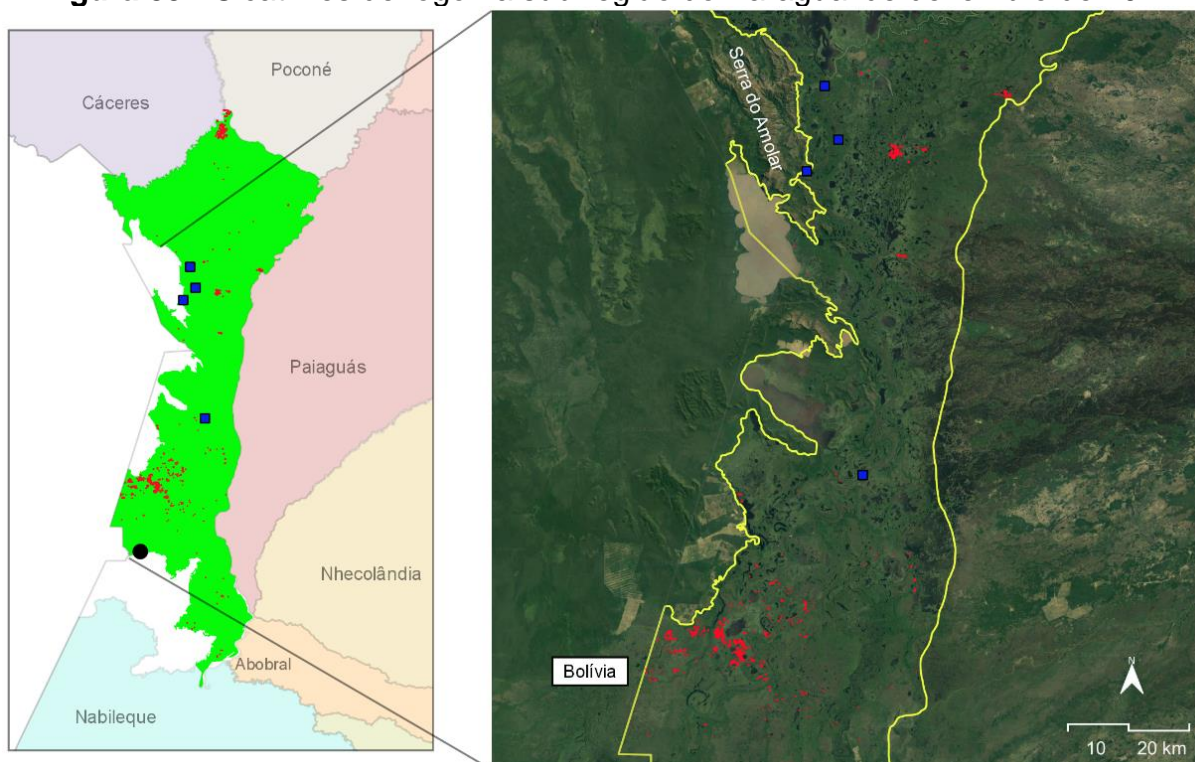 Poconé
Cáceres
Paiaguás
Nhecolândia
Abobral
Nabileque
Serra do Amolar
Bolívia
N
10 20 km